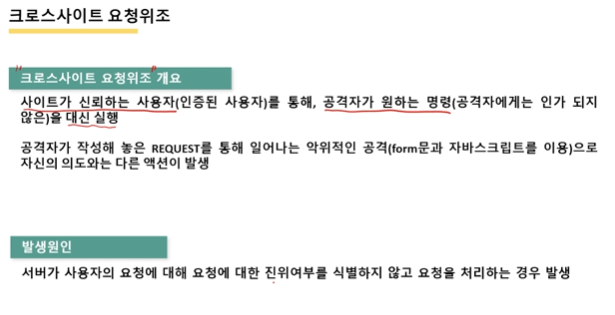 크로스사이트 요청위조
"크로스사이트 요청위조" 개요
사이트가 신뢰하는 사용자(인증된 사용자)를 통해, 공격자가 원하는 명령(공격자에게는 인가 되지
않은)을 대신 실행
공격자가 작성해 놓은 REQUEST를 통해 일어나는 악위적인 공격(form문과 자바스크립트를 이용)으로
자신의 의도와는 다른 액션이 발생
발생원인
서버가 사용자의 요청에 대해 요청에 대한 진위여부를 식별하지 않고 요청을 처리하는 경우 발생